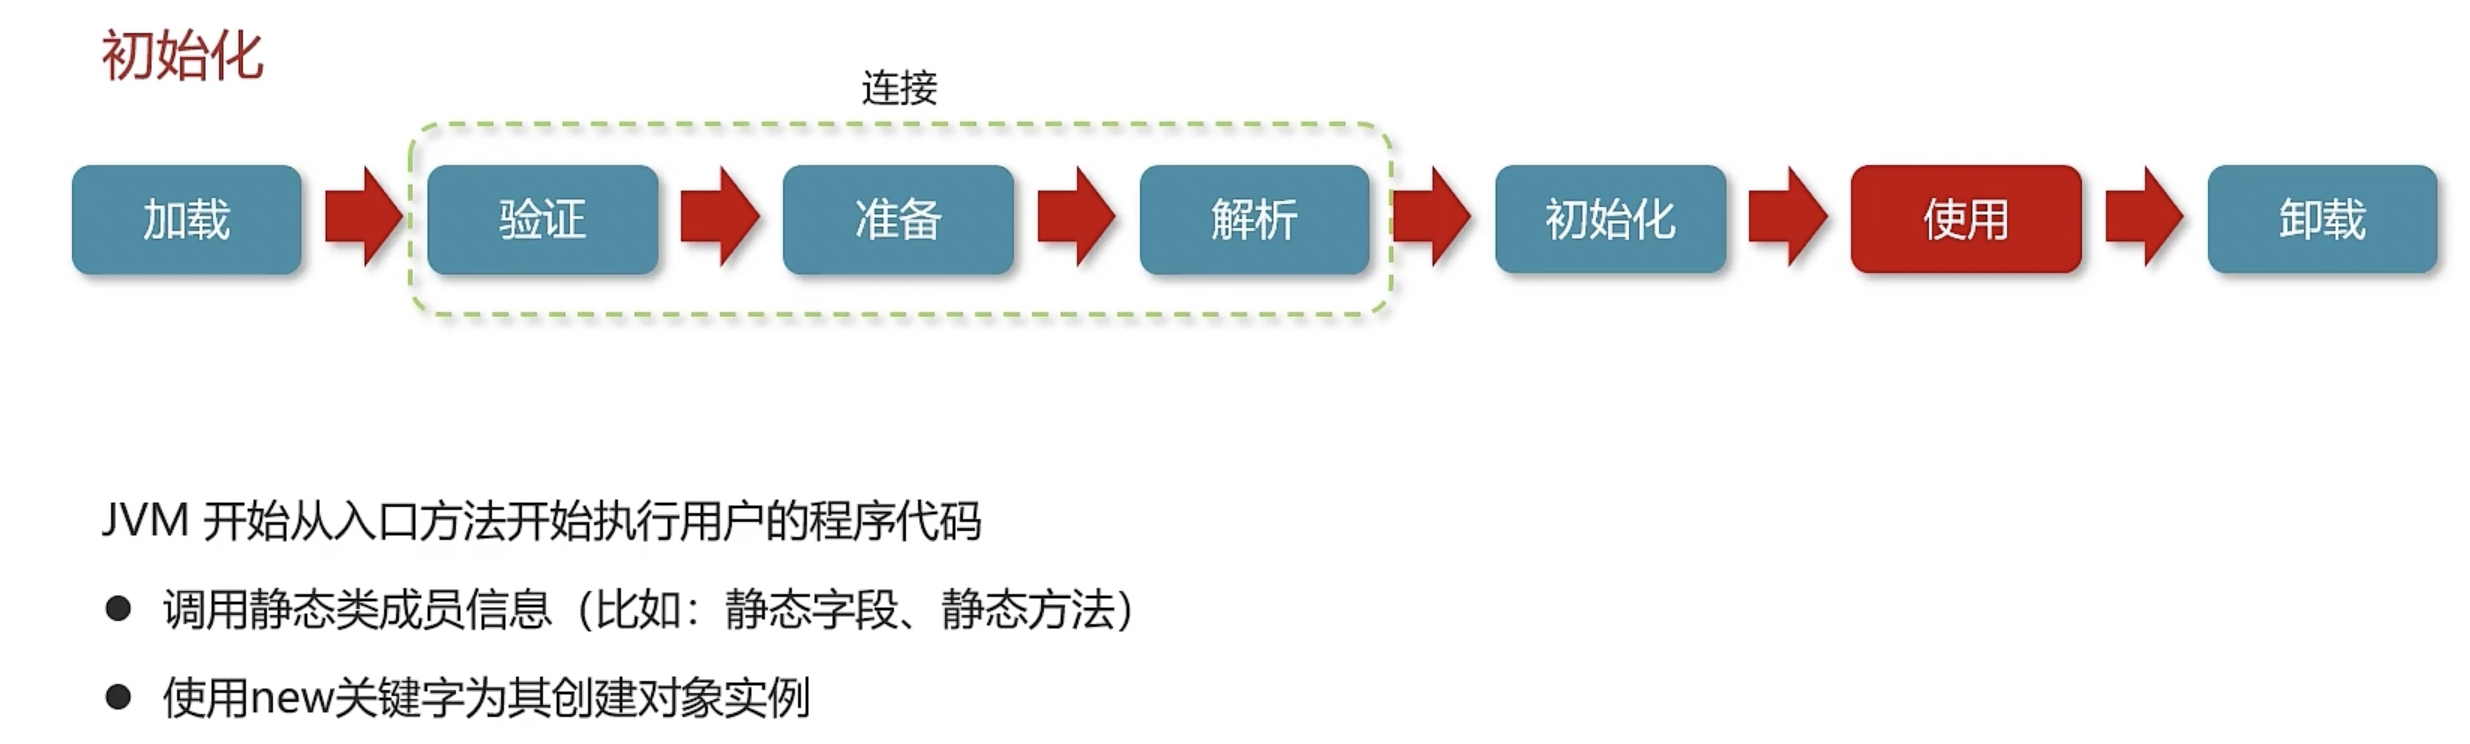 初始化
连接
加载 验证 准备 解析 初始化 使用 卸载
JVM 开始从入口方法开始执行用户的程序代码
● 调用静态类成员信息（比如：静态字段、静态方法）
● 使用new关键字为其创建对象实例